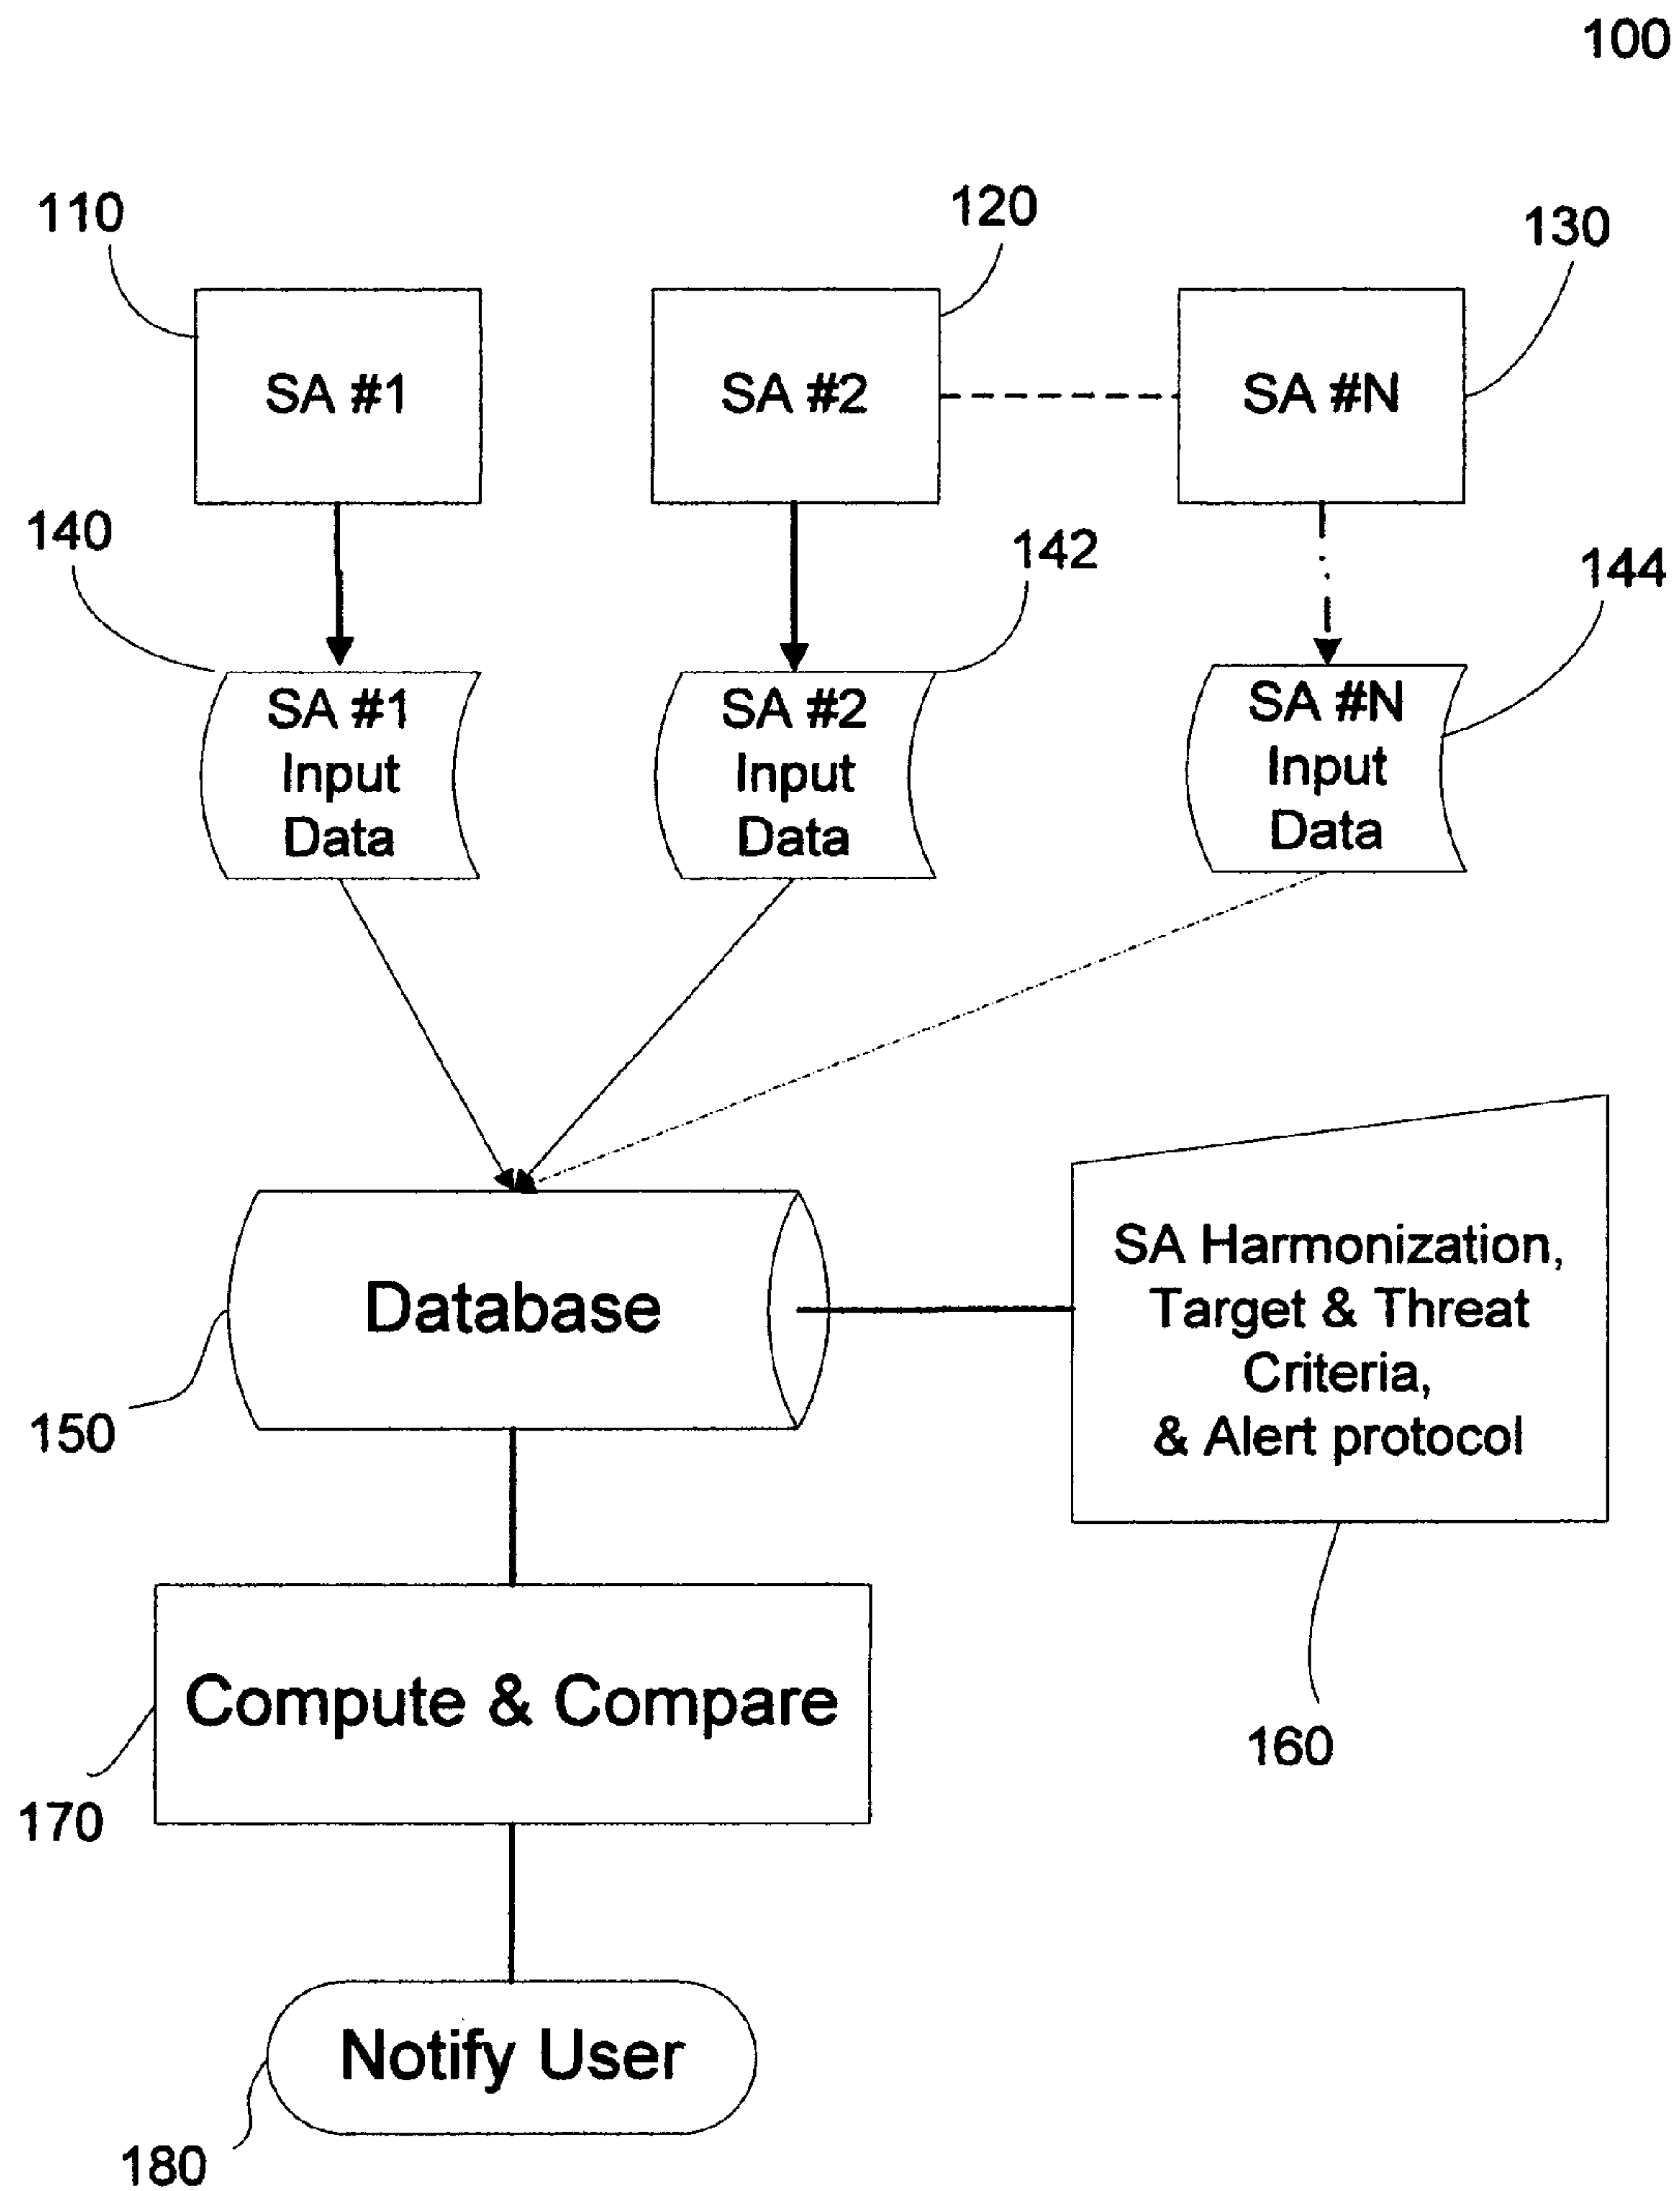 100
110
120
130
SA #1
SA #2
SA #N
140
142
144
SA #1
Input
Data
SA #2
Input
Data
SA #N
Input
Data
Database
SA Harmonization,
Target & Threat
Criteria,
& Alert protocol
150
Compute & Compare
160
170
Notify User
180